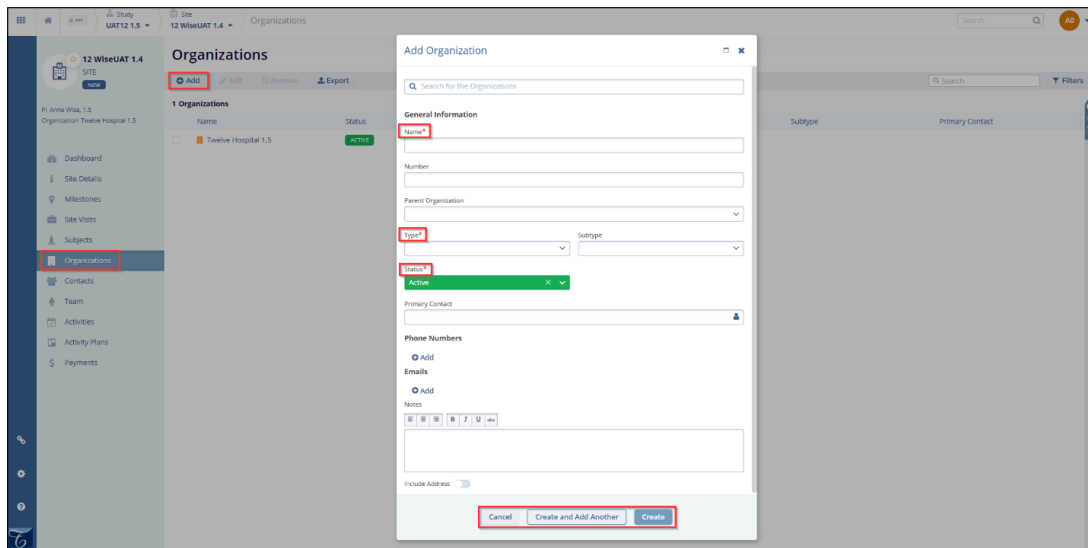 Study
UAT12 1.5
Site
12 WiseUAT 1.4
Organizations
Search
AO
12 WiseUAT 1.4
SITE
NEW
PI Anne Wise, 1.5
Organization Twelve Hospital 1.5
Dashboard
Site Details
Milestones
Site Visits
Subjects
Organizations
Contacts
Team
Activities
Activity Plans
Payments
Organizations
Add
Edit
Remove
Export
Search
Filters
1 Organizations
Name
Status
Subtype
Primary Contact
Twelve Hospital 1.5
ACTIVE
Add Organization
Search for the Organizations
General Information
Name*
Number
Parent Organization
Type*
Subtype
Status*
Active
Primary Contact
Phone Numbers
Add
Emails
Add
Notes
B I U abc
Include Address
Cancel
Create and Add Another
Create